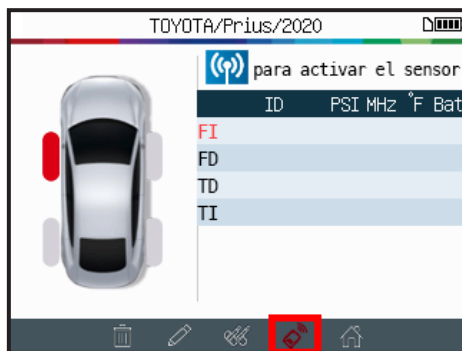 TOYOTA/Prius/2020
para activar el sensor
ID PSI MHz °F Bat
FI
FD
TD
TI